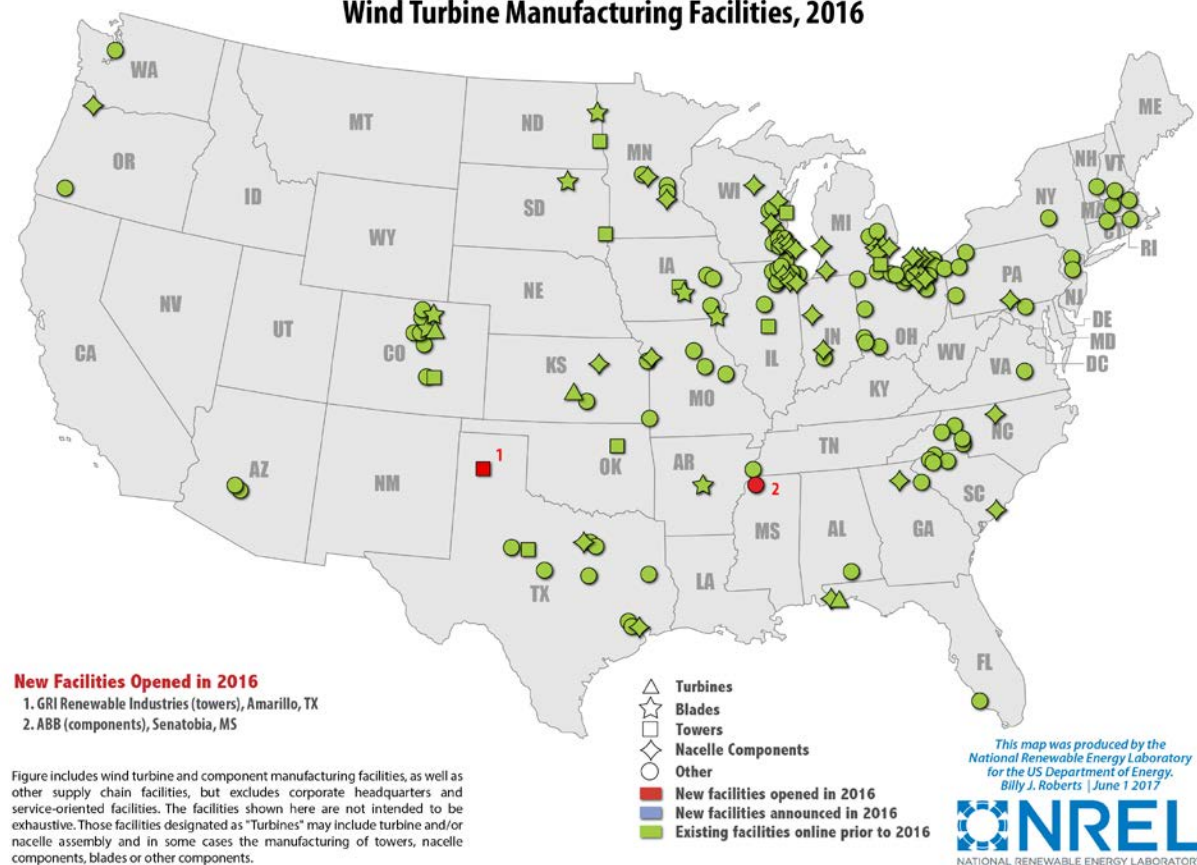 Wind Turbine Manufacturing Facilities, 2016
WA
MT
ND
MN
ME
OR
ID
SD
WI
MI
NY
NH
VT
MA
CT
RI
WY
IA
PA
NJ
NV
UT
CO
NE
IL
IN
OH
WV
DE
MD
DC
VA
CA
KS
MO
KY
AZ
NM
1
OK
AR
TN
NC
2
SC
MS
AL
GA
TX
LA
FL
New Facilities Opened in 2016
1. GRI Renewable Industries (towers), Amarillo, TX
2. ABB (components), Senatobia, MS
Figure includes wind turbine and component manufacturing facilities, as well as
other supply chain facilities, but excludes corporate headquarters and
service-oriented facilities. The facilities shown here are not intended to be
exhaustive. Those facilities designated as "Turbines" may include turbine and/or
nacelle assembly and in some cases the manufacturing of towers, nacelle
components, blades or other components.
Turbines
Blades
Towers
Nacelle Components
Other
New facilities opened in 2016
New facilities announced in 2016
Existing facilities online prior to 2016
This map was produced by the
National Renewable Energy Laboratory
for the US Department of Energy.
Billy J. Roberts | June 1 2017
NREL
NATIONAL RENEWABLE ENERGY LABORATORY